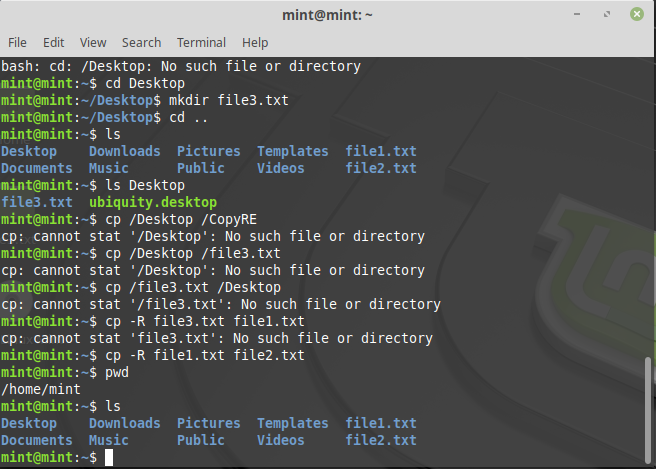 mint@mint: ~
File Edit View Search Terminal Help
bash: cd: /Desktop: No such file or directory
mint@mint:~$ cd Desktop
mint@mint:~/Desktop$ mkdir file3.txt
mint@mint:~/Desktop$ cd ..
mint@mint:~$ ls
Desktop    Downloads  Pictures  Templates  file1.txt
Documents  Music      Public    Videos     file2.txt
mint@mint:~$ ls Desktop
file3.txt  ubiquity.desktop
mint@mint:~$ cp /Desktop /CopyRE
cp: cannot stat '/Desktop': No such file or directory
mint@mint:~$ cp /Desktop /file3.txt
cp: cannot stat '/Desktop': No such file or directory
mint@mint:~$ cp /file3.txt /Desktop
cp: cannot stat '/file3.txt': No such file or directory
mint@mint:~$ cp -R file3.txt file1.txt
cp: cannot stat 'file3.txt': No such file or directory
mint@mint:~$ cp -R file1.txt file2.txt
mint@mint:~$ pwd
/home/mint
mint@mint:~$ ls
Desktop    Downloads  Pictures  Templates  file1.txt
Documents  Music      Public    Videos     file2.txt
mint@mint:~$